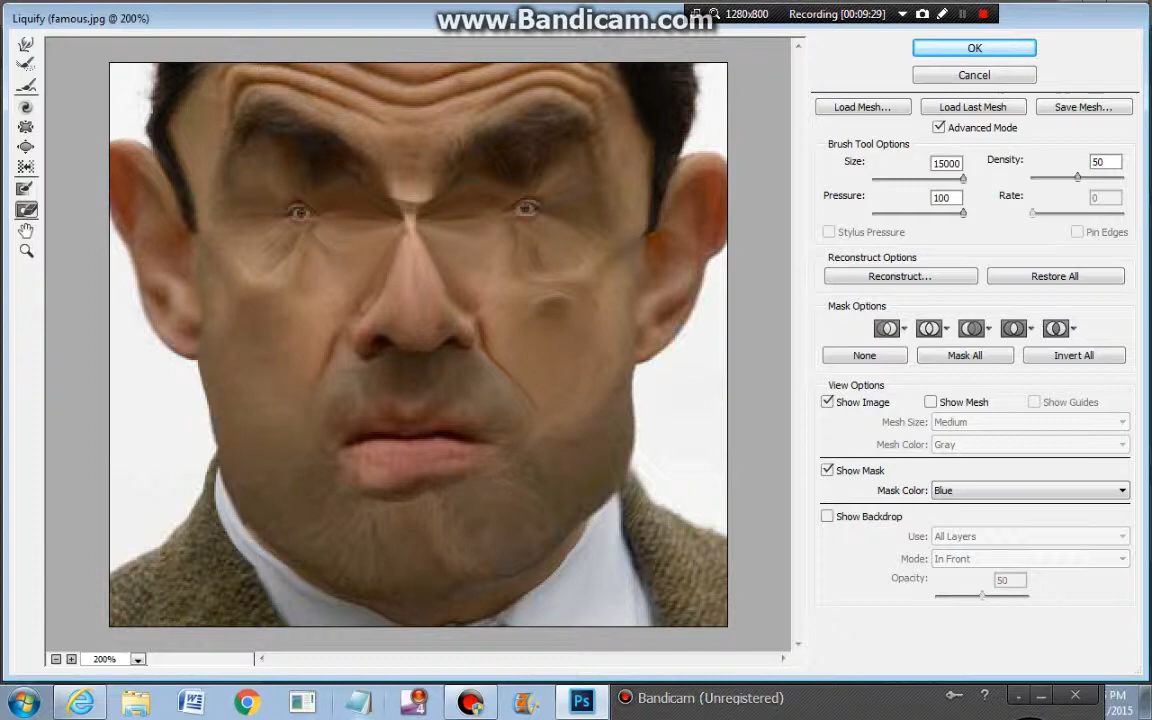 www.Bandicam.com
1280x800 Recording [00:09:29]
Liquify (famous.jpg @ 200%)
OK
Cancel
Load Mesh... Load Last Mesh Save Mesh...
Advanced Mode
Brush Tool Options
Size: 15000 Density: 50
Pressure: 100 Rate: 0
Stylus Pressure Pin Edges
Reconstruct Options
Reconstruct... Restore All
Mask Options
None Mask All Invert All
View Options
Show Image Show Mesh Show Guides
Mesh Size: Medium
Mesh Color: Gray
Show Mask
Mask Color: Blue
Show Backdrop
Use: All Layers
Mode: In Front
Opacity: 50
200%
W Ps Bandicam (Unregistered) PM
/2015